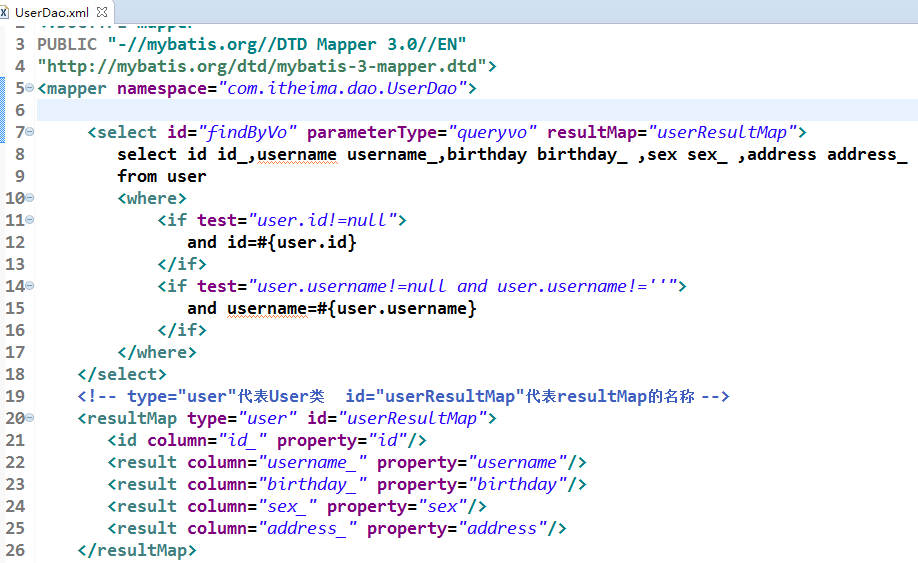 UserDao.xml
3 PUBLIC "-//mybatis.org//DTD Mapper 3.0//EN"
4 "http://mybatis.org/dtd/mybatis-3-mapper.dtd">
5 <mapper namespace="com.itheima.dao.UserDao">
6
7 <select id="findByVo" parameterType="queryvo" resultMap="userResultMap">
8 select id id_,username username_,birthday birthday_ ,sex sex_ ,address address_
9 from user
10 <where>
11 <if test="user.id!=null">
12 and id=#{user.id}
13 </if>
14 <if test="user.username!=null and user.username!=''">
15 and username=#{user.username}
16 </if>
17 </where>
18 </select>
19 <!-- type="user"代表User类  id="userResultMap"代表resultMap的名称 -->
20 <resultMap type="user" id="userResultMap">
21 <id column="id_" property="id"/>
22 <result column="username_" property="username"/>
23 <result column="birthday_" property="birthday"/>
24 <result column="sex_" property="sex"/>
25 <result column="address_" property="address"/>
26 </resultMap>